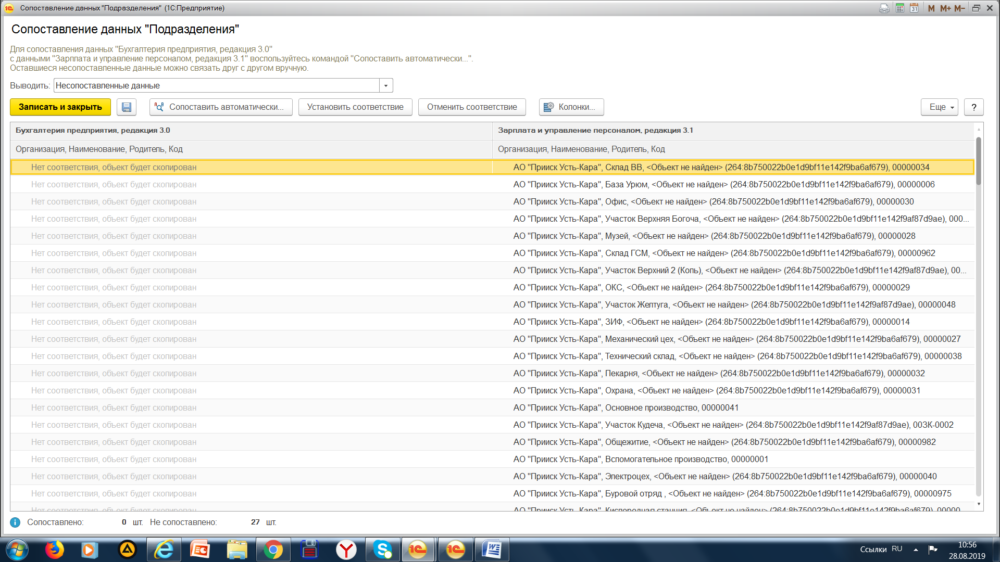 Сопоставление данных "Подразделения" (1С:Предприятие)
31 M M+ M−
Сопоставление данных "Подразделения"
Для сопоставления данных "Бухгалтерия предприятия, редакция 3.0"
с данными "Зарплата и управление персоналом, редакция 3.1" воспользуйтесь командой "Сопоставить автоматически...".
Оставшиеся несопоставленные данные можно связать друг с другом вручную.
Выводить: Несопоставленные данные
Записать и закрыть Сопоставить автоматически... Установить соответствие Отменить соответствие Колонки... Еще ?
Бухгалтерия предприятия, редакция 3.0 Зарплата и управление персоналом, редакция 3.1
Организация, Наименование, Родитель, Код Организация, Наименование, Родитель, Код
Нет соответствия, объект будет скопирован АО "Прииск Усть-Кара", Склад ВВ, <Объект не найден> (264:8b750022b0e1d9bf11e142f9ba6af679), 00000034
Нет соответствия, объект будет скопирован АО "Прииск Усть-Кара", База Урюм, <Объект не найден> (264:8b750022b0e1d9bf11e142f9ba6af679), 00000006
Нет соответствия, объект будет скопирован АО "Прииск Усть-Кара", Офис, <Объект не найден> (264:8b750022b0e1d9bf11e142f9ba6af679), 00000030
Нет соответствия, объект будет скопирован АО "Прииск Усть-Кара", Участок Верхняя Богоча, <Объект не найден> (264:8b750022b0e1d9bf11e142f9af87d9ae), 000...
Нет соответствия, объект будет скопирован АО "Прииск Усть-Кара", Музей, <Объект не найден> (264:8b750022b0e1d9bf11e142f9ba6af679), 00000028
Нет соответствия, объект будет скопирован АО "Прииск Усть-Кара", Склад ГСМ, <Объект не найден> (264:8b750022b0e1d9bf11e142f9ba6af679), 00000962
Нет соответствия, объект будет скопирован АО "Прииск Усть-Кара", Участок Верхний 2 (Копь), <Объект не найден> (264:8b750022b0e1d9bf11e142f9af87d9ae), 00...
Нет соответствия, объект будет скопирован АО "Прииск Усть-Кара", ОКС, <Объект не найден> (264:8b750022b0e1d9bf11e142f9ba6af679), 00000029
Нет соответствия, объект будет скопирован АО "Прииск Усть-Кара", Участок Желтуга, <Объект не найден> (264:8b750022b0e1d9bf11e142f9af87d9ae), 00000048
Нет соответствия, объект будет скопирован АО "Прииск Усть-Кара", ЗИФ, <Объект не найден> (264:8b750022b0e1d9bf11e142f9ba6af679), 00000014
Нет соответствия, объект будет скопирован АО "Прииск Усть-Кара", Механический цех, <Объект не найден> (264:8b750022b0e1d9bf11e142f9ba6af679), 00000027
Нет соответствия, объект будет скопирован АО "Прииск Усть-Кара", Технический склад, <Объект не найден> (264:8b750022b0e1d9bf11e142f9ba6af679), 00000038
Нет соответствия, объект будет скопирован АО "Прииск Усть-Кара", Пекарня, <Объект не найден> (264:8b750022b0e1d9bf11e142f9ba6af679), 00000032
Нет соответствия, объект будет скопирован АО "Прииск Усть-Кара", Охрана, <Объект не найден> (264:8b750022b0e1d9bf11e142f9ba6af679), 00000031
Нет соответствия, объект будет скопирован АО "Прииск Усть-Кара", Основное производство, 00000041
Нет соответствия, объект будет скопирован АО "Прииск Усть-Кара", Участок Кудеча, <Объект не найден> (264:8b750022b0e1d9bf11e142f9af87d9ae), 00ЗК-0002
Нет соответствия, объект будет скопирован АО "Прииск Усть-Кара", Общежитие, <Объект не найден> (264:8b750022b0e1d9bf11e142f9ba6af679), 00000982
Нет соответствия, объект будет скопирован АО "Прииск Усть-Кара", Вспомогательное производство, 00000001
Нет соответствия, объект будет скопирован АО "Прииск Усть-Кара", Электроцех, <Объект не найден> (264:8b750022b0e1d9bf11e142f9ba6af679), 00000040
Нет соответствия, объект будет скопирован АО "Прииск Усть-Кара", Буровой отряд , <Объект не найден> (264:8b750022b0e1d9bf11e142f9ba6af679), 00000975
Нет соответствия, объект будет скопирован АО "Прииск Усть-Кара", Кислородная станция, <Объект не найден> (264:8b750022b0e1d9bf11e142f9ba6af679), 00000...
Сопоставлено: 0 шт. Не сопоставлено: 27 шт.
Ссылки RU 10:56
28.08.2019